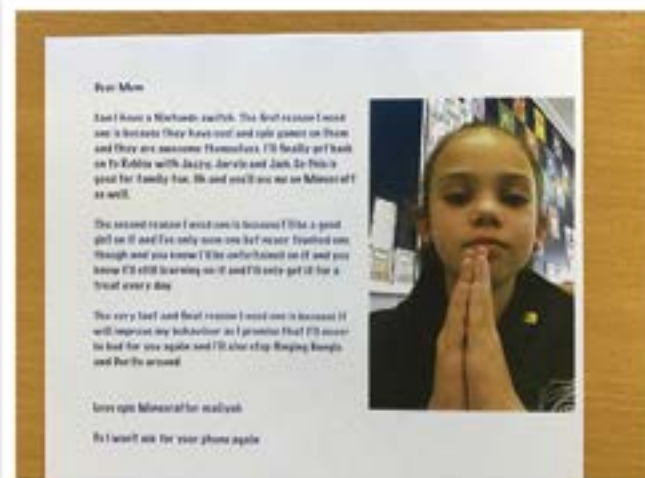 Dear Mum
Can I have a Nintendo switch. The first reason I need
one is because they have cool and epic games on them
and they are awesome themselves. I'll finally get back
on to Roblox with Jazzy, Jarvis and Jack. So this is
good for family fun. Oh and you'll see me on Minecraft
as well.
The second reason I need one is because I'll be a good
girl on it and I've only seen one but never touched one
though and you know I'll be entertained on it and you
know I'll still learning on it and I'll only get it for a
treat every day
The very last and final reason I need one is because it
will improve my behaviour as I promise that I'll never
be bad for you again and I'll also stop flinging
and around
love epic Minecrafter
Ps I won't ask for your phone again